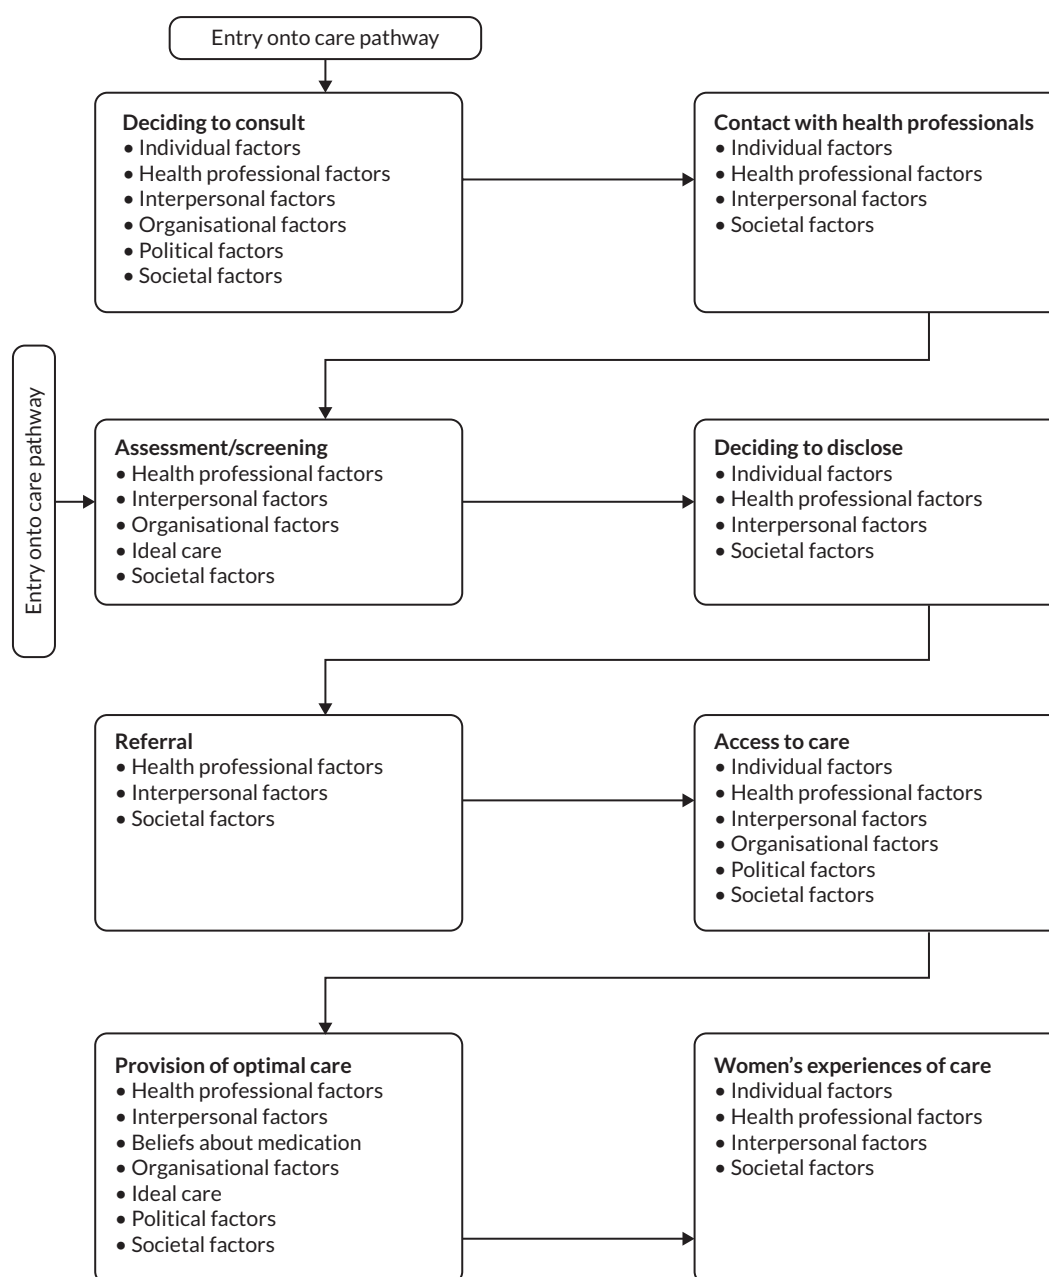 Entry onto care pathway
Deciding to consult
• Individual factors
• Health professional factors
• Interpersonal factors
• Organisational factors
• Political factors
• Societal factors
Contact with health professionals
• Individual factors
• Health professional factors
• Interpersonal factors
• Societal factors
Entry onto care pathway
Assessment/screening
• Health professional factors
• Interpersonal factors
• Organisational factors
• Ideal care
• Societal factors
Deciding to disclose
• Individual factors
• Health professional factors
• Interpersonal factors
• Societal factors
Referral
• Health professional factors
• Interpersonal factors
• Societal factors
Access to care
• Individual factors
• Health professional factors
• Interpersonal factors
• Organisational factors
• Political factors
• Societal factors
Provision of optimal care
• Health professional factors
• Interpersonal factors
• Beliefs about medication
• Organisational factors
• Ideal care
• Political factors
• Societal factors
Women’s experiences of care
• Individual factors
• Health professional factors
• Interpersonal factors
• Societal factors